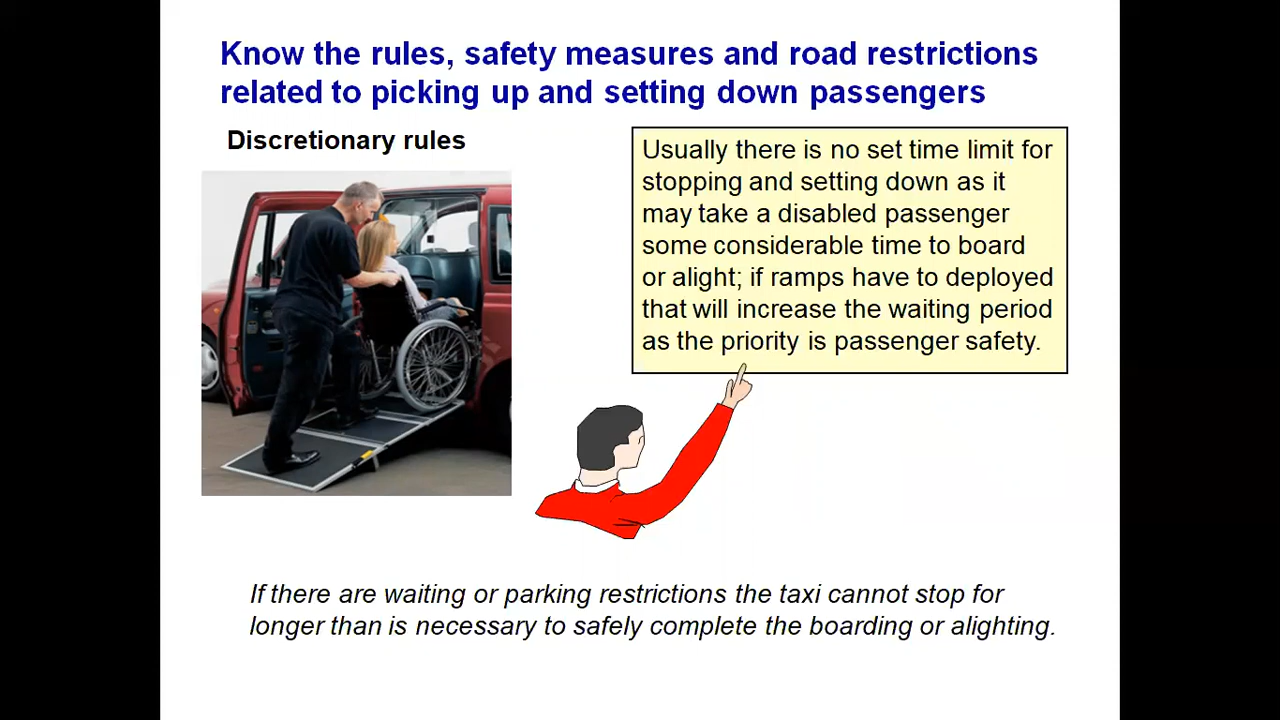 Know the rules, safety measures and road restrictions
related to picking up and setting down passengers
Discretionary rules
Usually there is no set time limit for
stopping and setting down as it
may take a disabled passenger
some considerable time to board
or alight; if ramps have to deployed
that will increase the waiting period
as the priority is passenger safety.
If there are waiting or parking restrictions the taxi cannot stop for
longer than is necessary to safely complete the boarding or alighting.